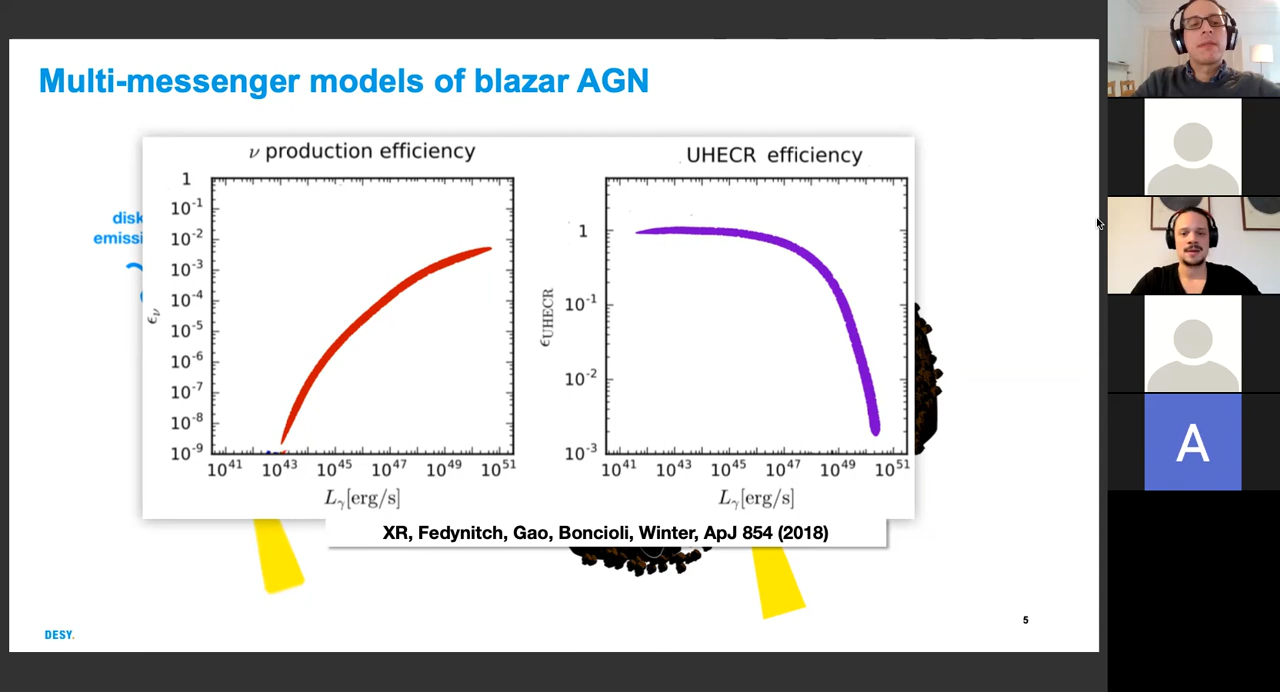 Multi-messenger models of blazar AGN
disk
emissi
ν production efficiency
1
10⁻¹
10⁻²
10⁻³
10⁻⁴
10⁻⁵
10⁻⁶
10⁻⁷
10⁻⁸
10⁻⁹
ϵν
10⁴¹ 10⁴³ 10⁴⁵ 10⁴⁷ 10⁴⁹ 10⁵¹
Lγ[erg/s]
UHECR efficiency
1
10⁻¹
10⁻²
10⁻³
ϵUHECR
10⁴¹ 10⁴³ 10⁴⁵ 10⁴⁷ 10⁴⁹ 10⁵¹
Lγ[erg/s]
XR, Fedynitch, Gao, Boncioli, Winter, ApJ 854 (2018)
DESY.
5
A